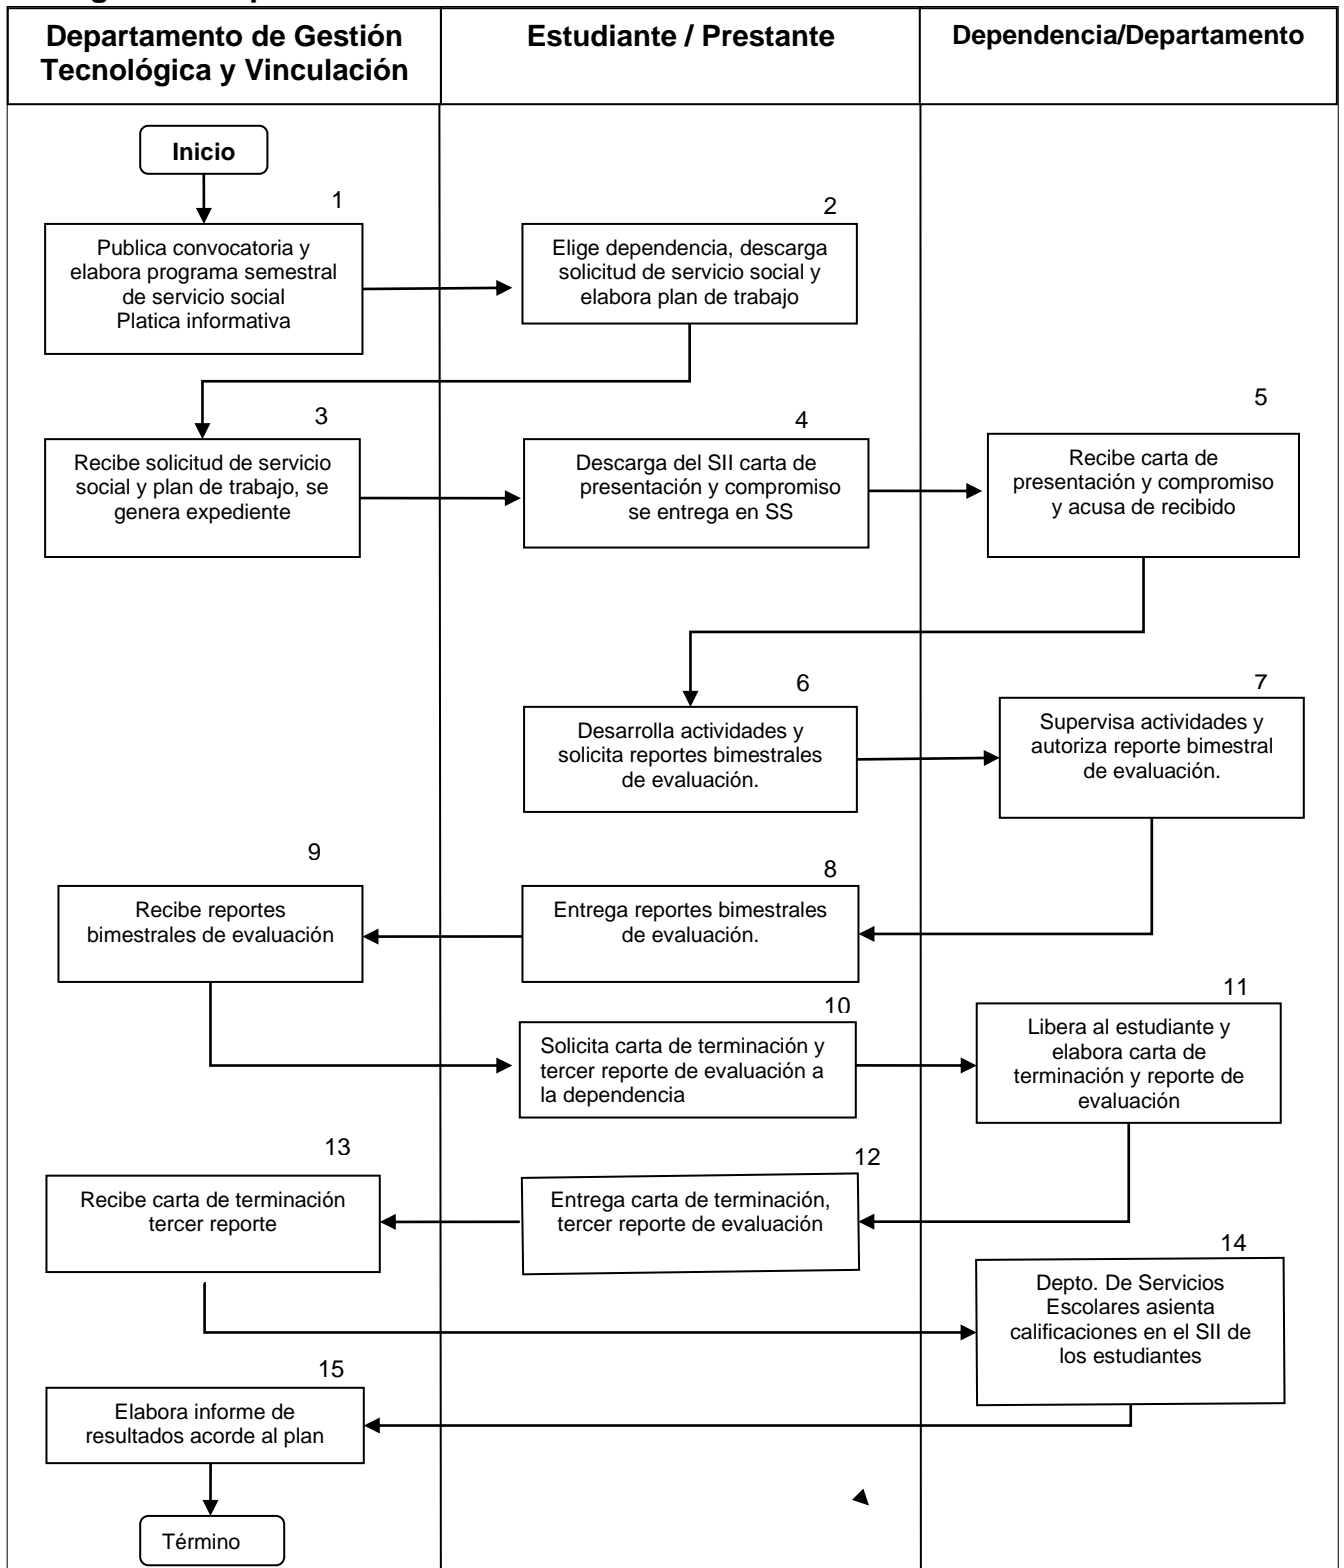 Departamento de Gestión
Tecnológica y Vinculación
Estudiante / Prestante
Dependencia/Departamento
Inicio
1
Publica convocatoria y
elabora programa semestral
de servicio social
Platica informativa
2
Elige dependencia, descarga
solicitud de servicio social y
elabora plan de trabajo
3
Recibe solicitud de servicio
social y plan de trabajo, se
genera expediente
4
Descarga del SII carta de
presentación y compromiso
se entrega en SS
5
Recibe carta de
presentación y compromiso
y acusa de recibido
6
Desarrolla actividades y
solicita reportes bimestrales
de evaluación.
7
Supervisa actividades y
autoriza reporte bimestral
de evaluación.
8
Entrega reportes bimestrales
de evaluación.
9
Recibe reportes
bimestrales de evaluación
10
Solicita carta de terminación y
tercer reporte de evaluación a
la dependencia
11
Libera al estudiante y
elabora carta de
terminación y reporte de
evaluación
12
Entrega carta de terminación,
tercer reporte de evaluación
13
Recibe carta de terminación
tercer reporte
14
Depto. De Servicios
Escolares asienta
calificaciones en el SII de
los estudiantes
15
Elabora informe de
resultados acorde al plan
Término